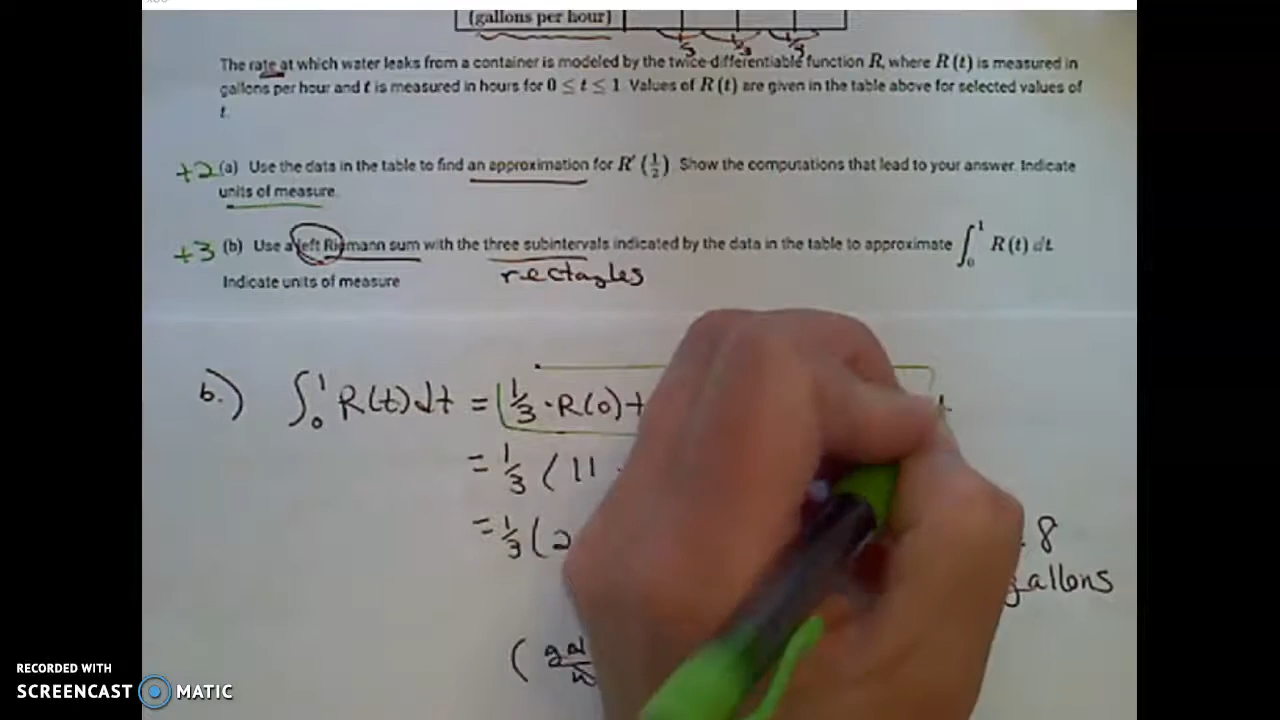 (gallons per hour)
The rate at which water leaks from a container is modeled by the twice-differentiable function R, where R (t) is measured in
gallons per hour and t is measured in hours for 0 ≤ t ≤ 1. Values of R (t) are given in the table above for selected values of
t.
+2 (a) Use the data in the table to find an approximation for R′ (1/2). Show the computations that lead to your answer. Indicate
units of measure.
+3 (b) Use a left Riemann sum with the three subintervals indicated by the data in the table to approximate ∫₀¹ R (t) dt.
Indicate units of measure
rectagles
b.) ∫₀¹ R(t)dt = 1/3 · R(0) +
= 1/3 ( 11
= 1/3 ( 2 8
gallons
( gal/h
RECORDED WITH
SCREENCAST MATIC